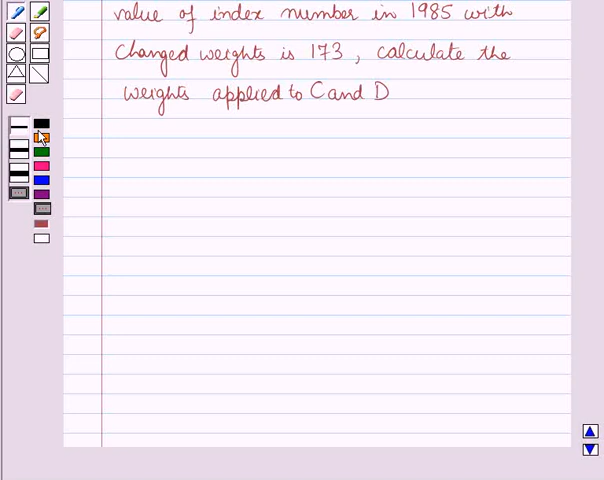 value of index number in 1985 with
changed weights is 173, calculate the
weights applied to C and D